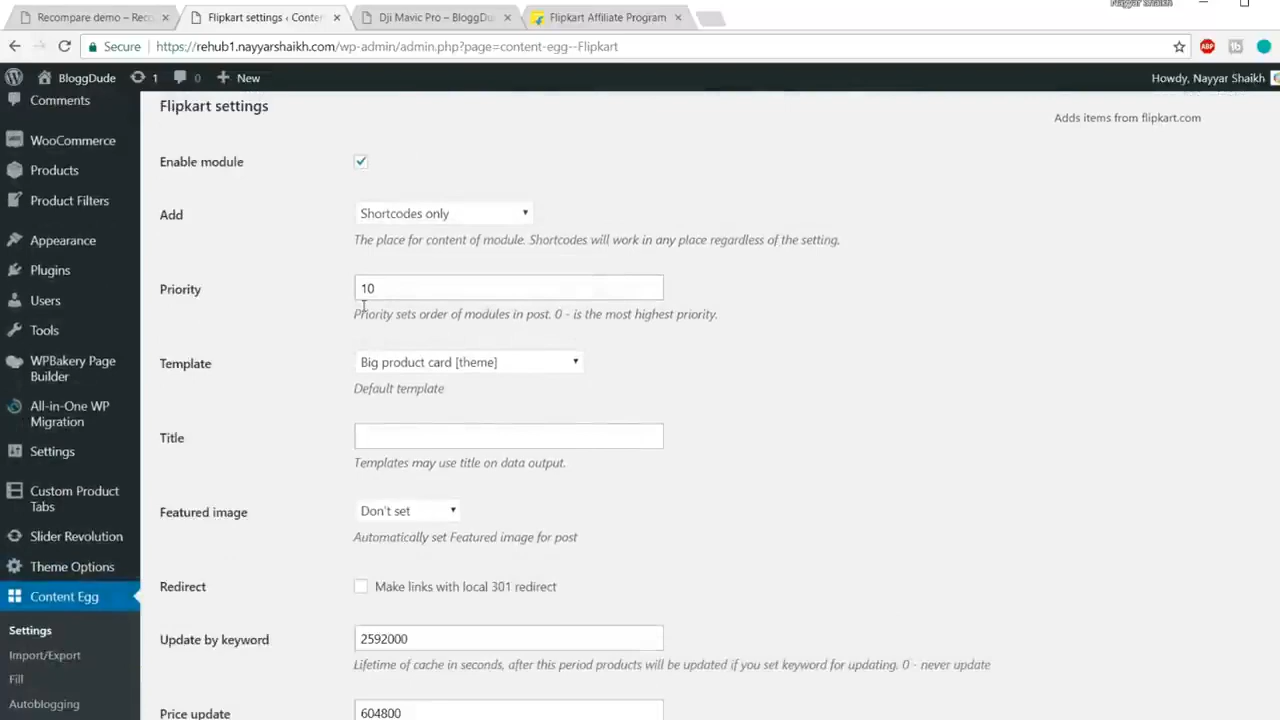 Recompare demo – Recom
Flipkart settings ‹ Conte
Dji Mavic Pro – BloggDu
Flipkart Affiliate Program
Nayyar Shaikh
Secure
https://rehub1.nayyarshaikh.com/wp-admin/admin.php?page=content-egg--Flipkart
ABP
BloggDude
1
0
New
Howdy, Nayyar Shaikh
Comments
WooCommerce
Products
Product Filters
Appearance
Plugins
Users
Tools
WPBakery Page
Builder
All-in-One WP
Migration
Settings
Custom Product
Tabs
Slider Revolution
Theme Options
Content Egg
Settings
Import/Export
Fill
Autoblogging
Flipkart settings
Adds items from flipkart.com
Enable module
Add
Shortcodes only
The place for content of module. Shortcodes will work in any place regardless of the setting.
Priority
10
Priority sets order of modules in post. 0 - is the most highest priority.
Template
Big product card [theme]
Default template
Title
Templates may use title on data output.
Featured image
Don't set
Automatically set Featured image for post
Redirect
Make links with local 301 redirect
Update by keyword
2592000
Lifetime of cache in seconds, after this period products will be updated if you set keyword for updating. 0 - never update
Price update
604800